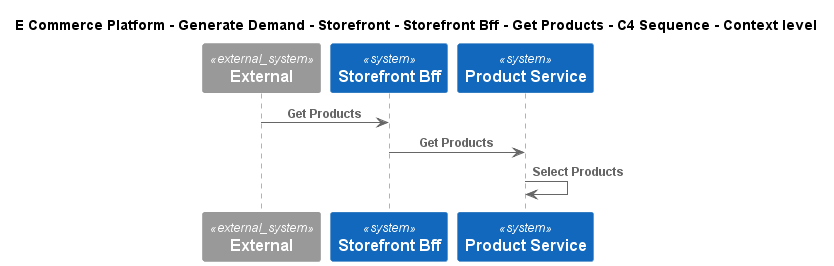 E Commerce Platform - Generate Demand - Storefront - Storefront Bff - Get Products - C4 Sequence - Context level
«external_system» «system» «system»
External Storefront Bff Product Service
Get Products
Get Products
Select Products
«external_system» «system» «system»
External Storefront Bff Product Service